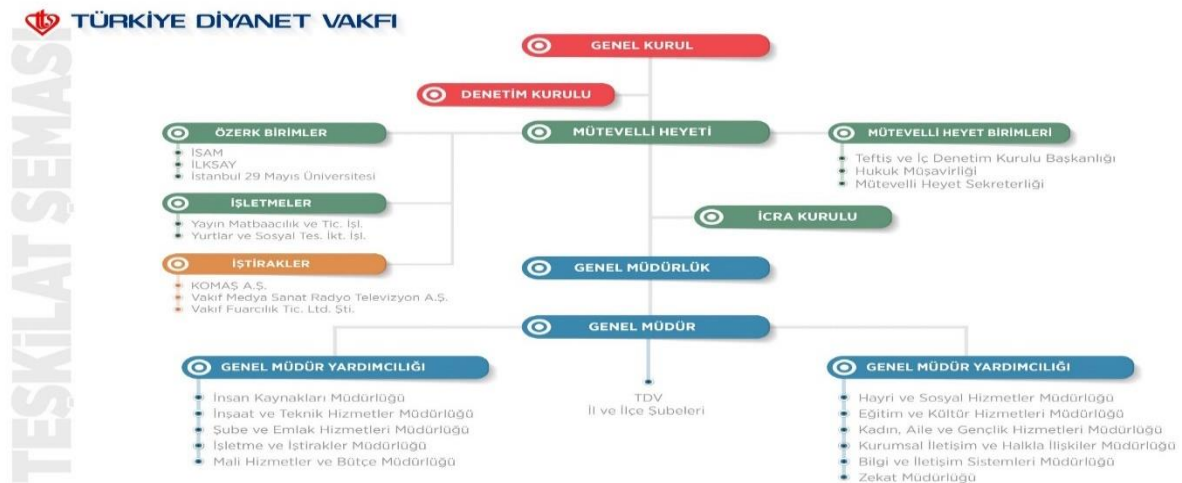 TÜRKİYE DİYANET VAKFI
TEŞKİLAT ŞEMASI
GENEL KURUL
DENETİM KURULU
ÖZERK BİRİMLER
İSAM
İLKSAY
İstanbul 29 Mayıs Üniversitesi
MÜTEVELLİ HEYETİ
MÜTEVELLİ HEYET BİRİMLERİ
Teftiş ve İç Denetim Kurulu Başkanlığı
Hukuk Müşavirliği
Mütevelli Heyet Sekreterliği
İŞLETMELER
Yayın Matbaacılık ve Tic. İşl.
Yurtlar ve Sosyal Tes. İkt. İşl.
İCRA KURULU
İŞTİRAKLER
KOMAŞ A.Ş.
Vakıf Medya Sanat Radyo Televizyon A.Ş.
Vakıf Fuarcılık Tic. Ltd. Şti.
GENEL MÜDÜRLÜK
GENEL MÜDÜR
GENEL MÜDÜR YARDIMCILIĞI
İnsan Kaynakları Müdürlüğü
İnşaat ve Teknik Hizmetler Müdürlüğü
Şube ve Emlak Hizmetleri Müdürlüğü
İşletme ve İştirakler Müdürlüğü
Mali Hizmetler ve Bütçe Müdürlüğü
TDV
İl ve İlçe Şubeleri
GENEL MÜDÜR YARDIMCILIĞI
Hayri ve Sosyal Hizmetler Müdürlüğü
Eğitim ve Kültür Hizmetleri Müdürlüğü
Kadın, Aile ve Gençlik Hizmetleri Müdürlüğü
Kurumsal İletişim ve Halkla İlişkiler Müdürlüğü
Bilgi ve İletişim Sistemleri Müdürlüğü
Zekat Müdürlüğü